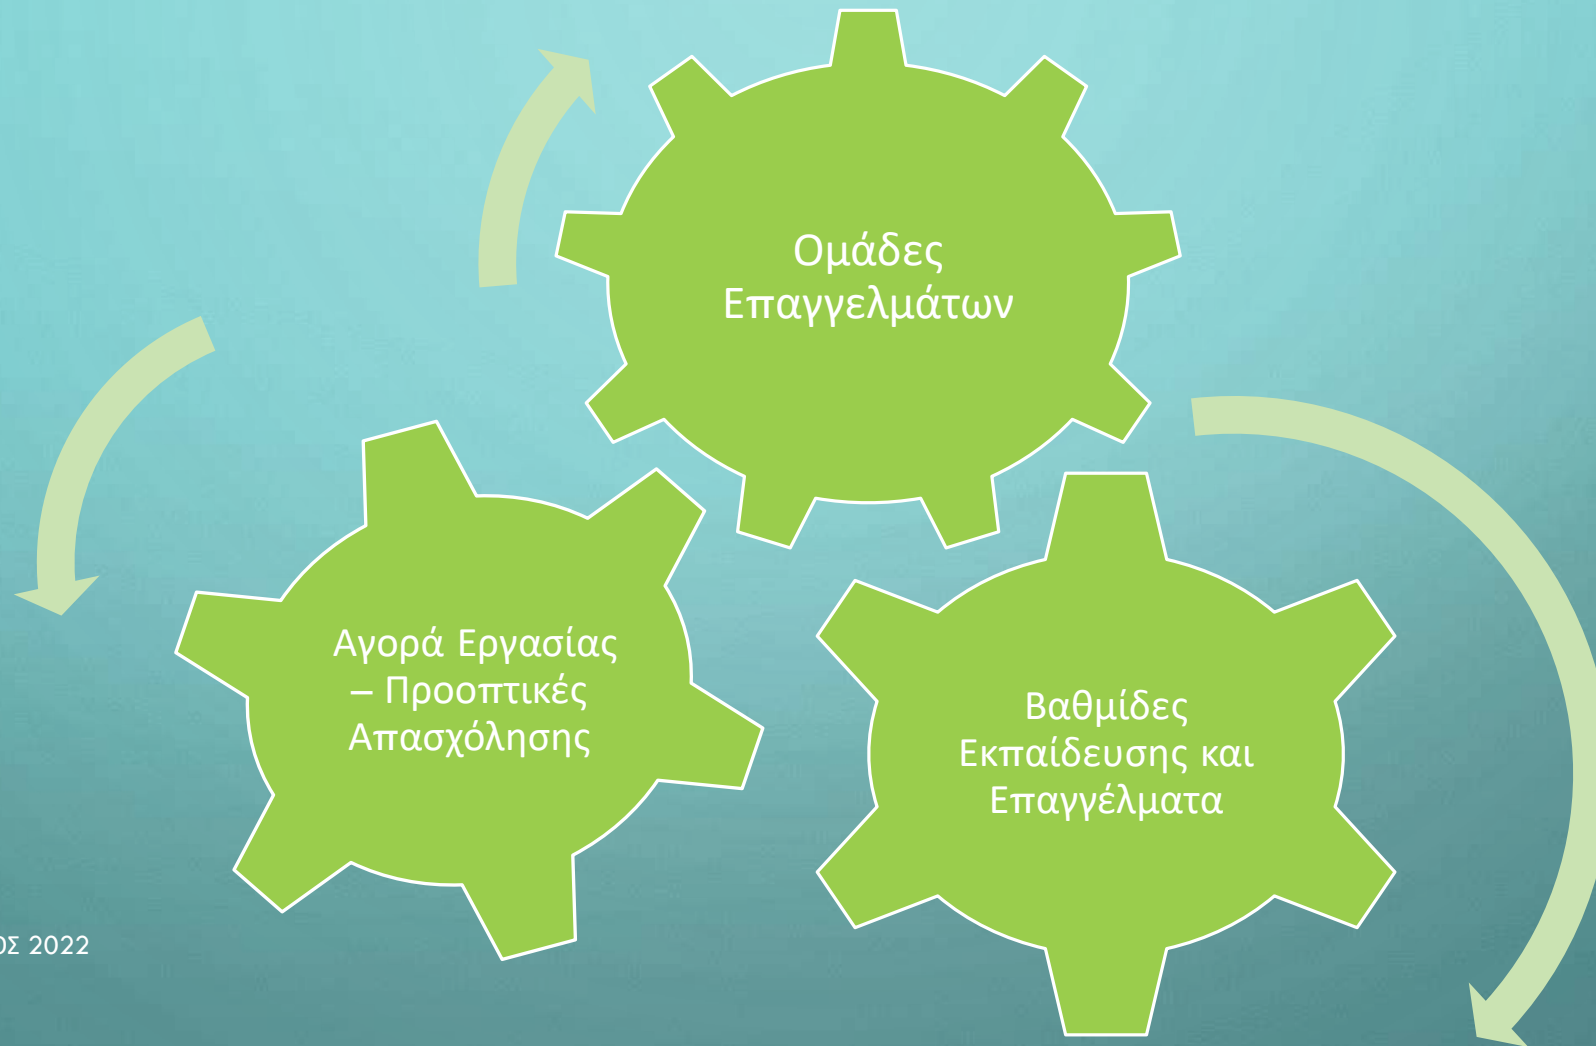 Ομάδες
Επαγγελμάτων
Αγορά Εργασίας
– Προοπτικές
Απασχόλησης
Βαθμίδες
Εκπαίδευσης και
Επαγγέλματα
2022